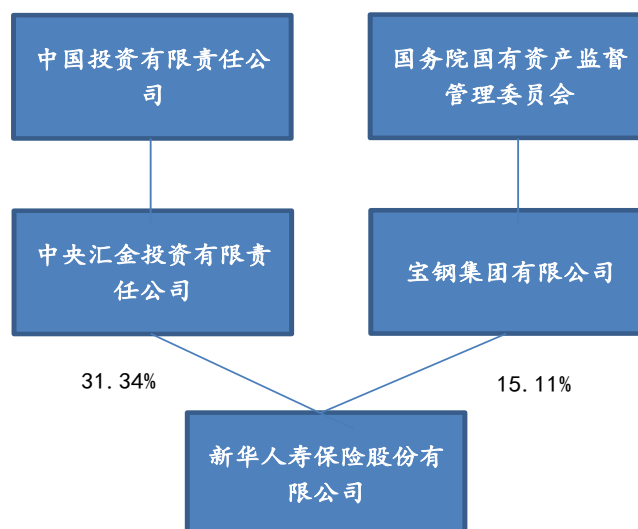 中国投资有限责任公
司
国务院国有资产监督
管理委员会
中央汇金投资有限责
任公司
宝钢集团有限公司
31.34%
15.11%
新华人寿保险股份有
限公司